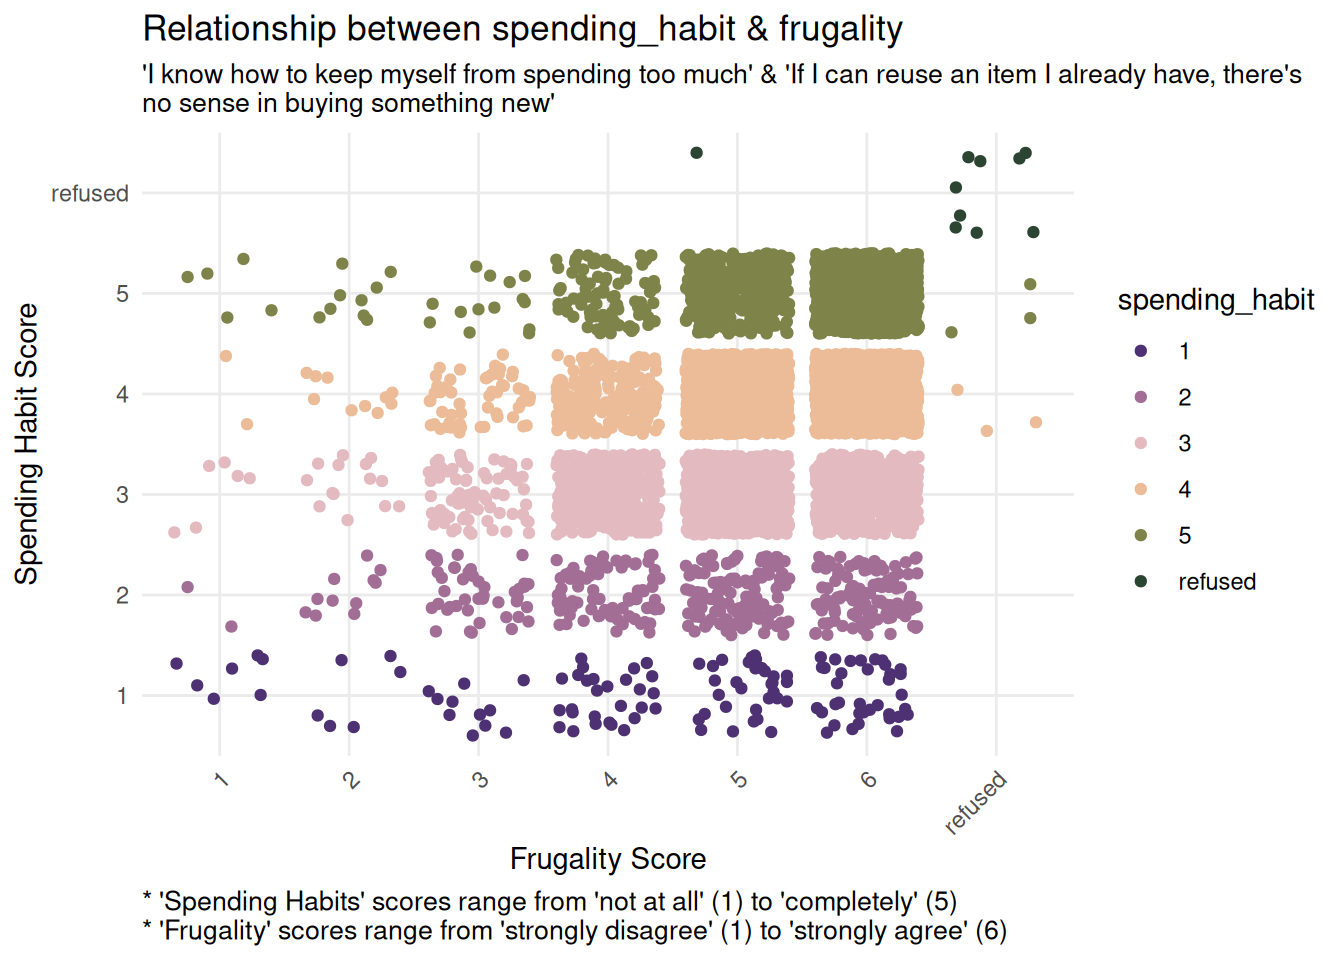 Relationship between spending_habit & frugality
'I know how to keep myself from spending too much' & 'If I can reuse an item I already have, there's
no sense in buying something new'
Spending Habit Score
refused
5
4
3
2
1
1
2
3
4
5
6
refused
Frugality Score
spending_habit
1
2
3
4
5
refused
* 'Spending Habits' scores range from 'not at all' (1) to 'completely' (5)
* 'Frugality' scores range from 'strongly disagree' (1) to 'strongly agree' (6)